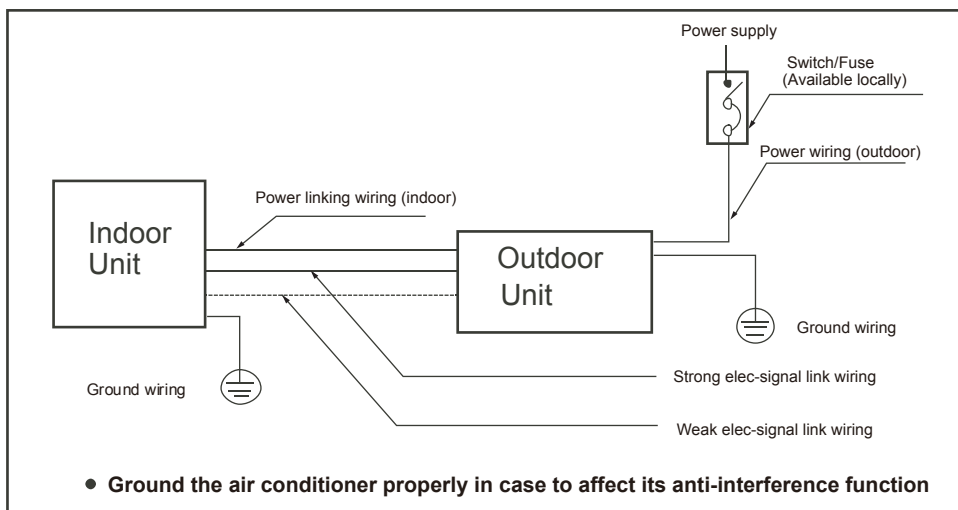 Power supply
Switch/Fuse
(Available locally)
Power wiring (outdoor)
Power linking wiring (indoor)
Indoor
Unit
Outdoor
Unit
Ground wiring
Ground wiring
Strong elec-signal link wiring
Weak elec-signal link wiring
● Ground the air conditioner properly in case to affect its anti-interference function